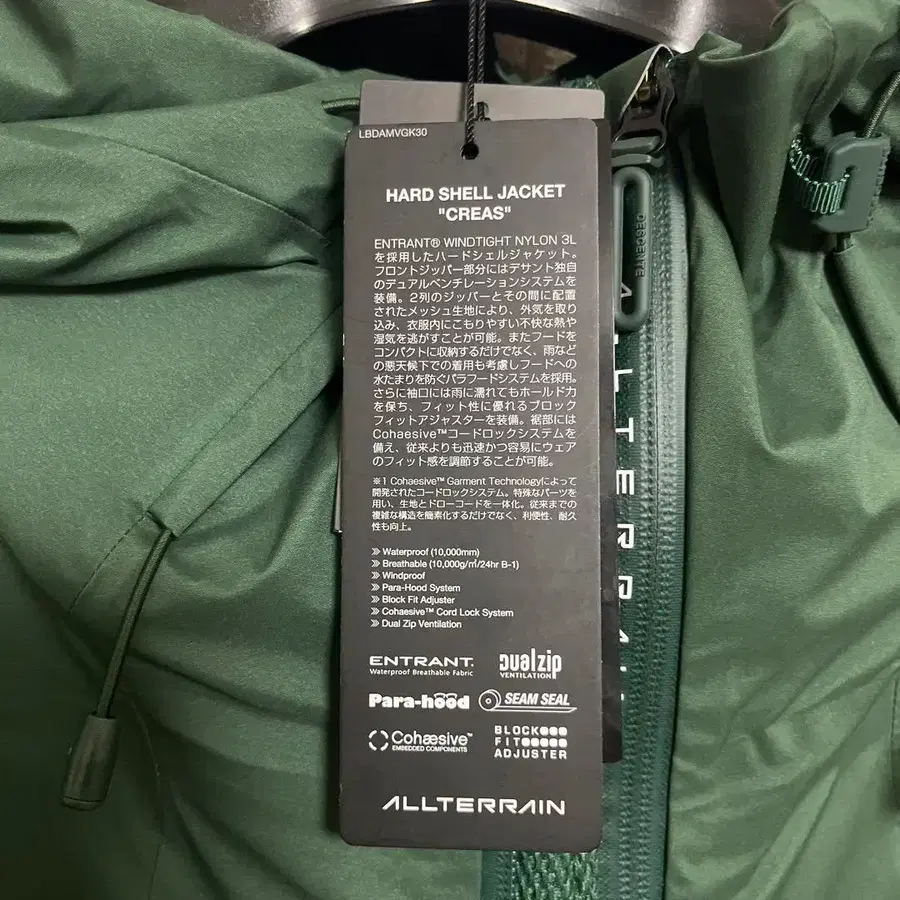 LBDAMVGK30
HARD SHELL JACKET
"CREAS"
ENTRANT® WINDTIGHT NYLON 3L
を採用したハードシェルジャケット。
フロントジッパー部分にはデサント独自
のデュアルベンチレーションシステムを
装備。2列のジッパーとその間に配置
されたメッシュ生地により、外気を取り
込み、衣服内にこもりやすい不快な熱や
湿気を逃がすことが可能。またフードを
コンパクトに収納するだけでなく、雨など
の悪天候下での着用も考慮しフードへの
水たまりを防ぐパラフードシステムを採用。
さらに袖口には雨に濡れてもホールド力
を保ち、フィット性に優れるブロック
フィットアジャスターを装備。裾部には
Cohaesive™コードロックシステムを
備え、従来よりも迅速かつ容易にウェア
のフィット感を調節することが可能。
※1 Cohaesive™ Garment Technologyによって
開発されたコードロックシステム。特殊なパーツを
用い、生地とドローコードを一体化。従来までの
複雑な構造を簡素化するだけでなく、利便性、耐久
性も向上。
Waterproof (10,000mm)
Breathable (10,000g/㎡/24hr B-1)
Windproof
Para-Hood System
Block Fit Adjuster
Cohaesive™ Cord Lock System
Dual Zip Ventilation
ENTRANT.
Waterproof Breathable Fabric
Dualzip
VENTILATION
Para-hood
SEAM SEAL
Cohæsive™
EMBEDDED COMPONENTS
BLOCK
FIT
ADJUSTER
ALLTERRAIN
DESCENTE
ALLTERRAIN